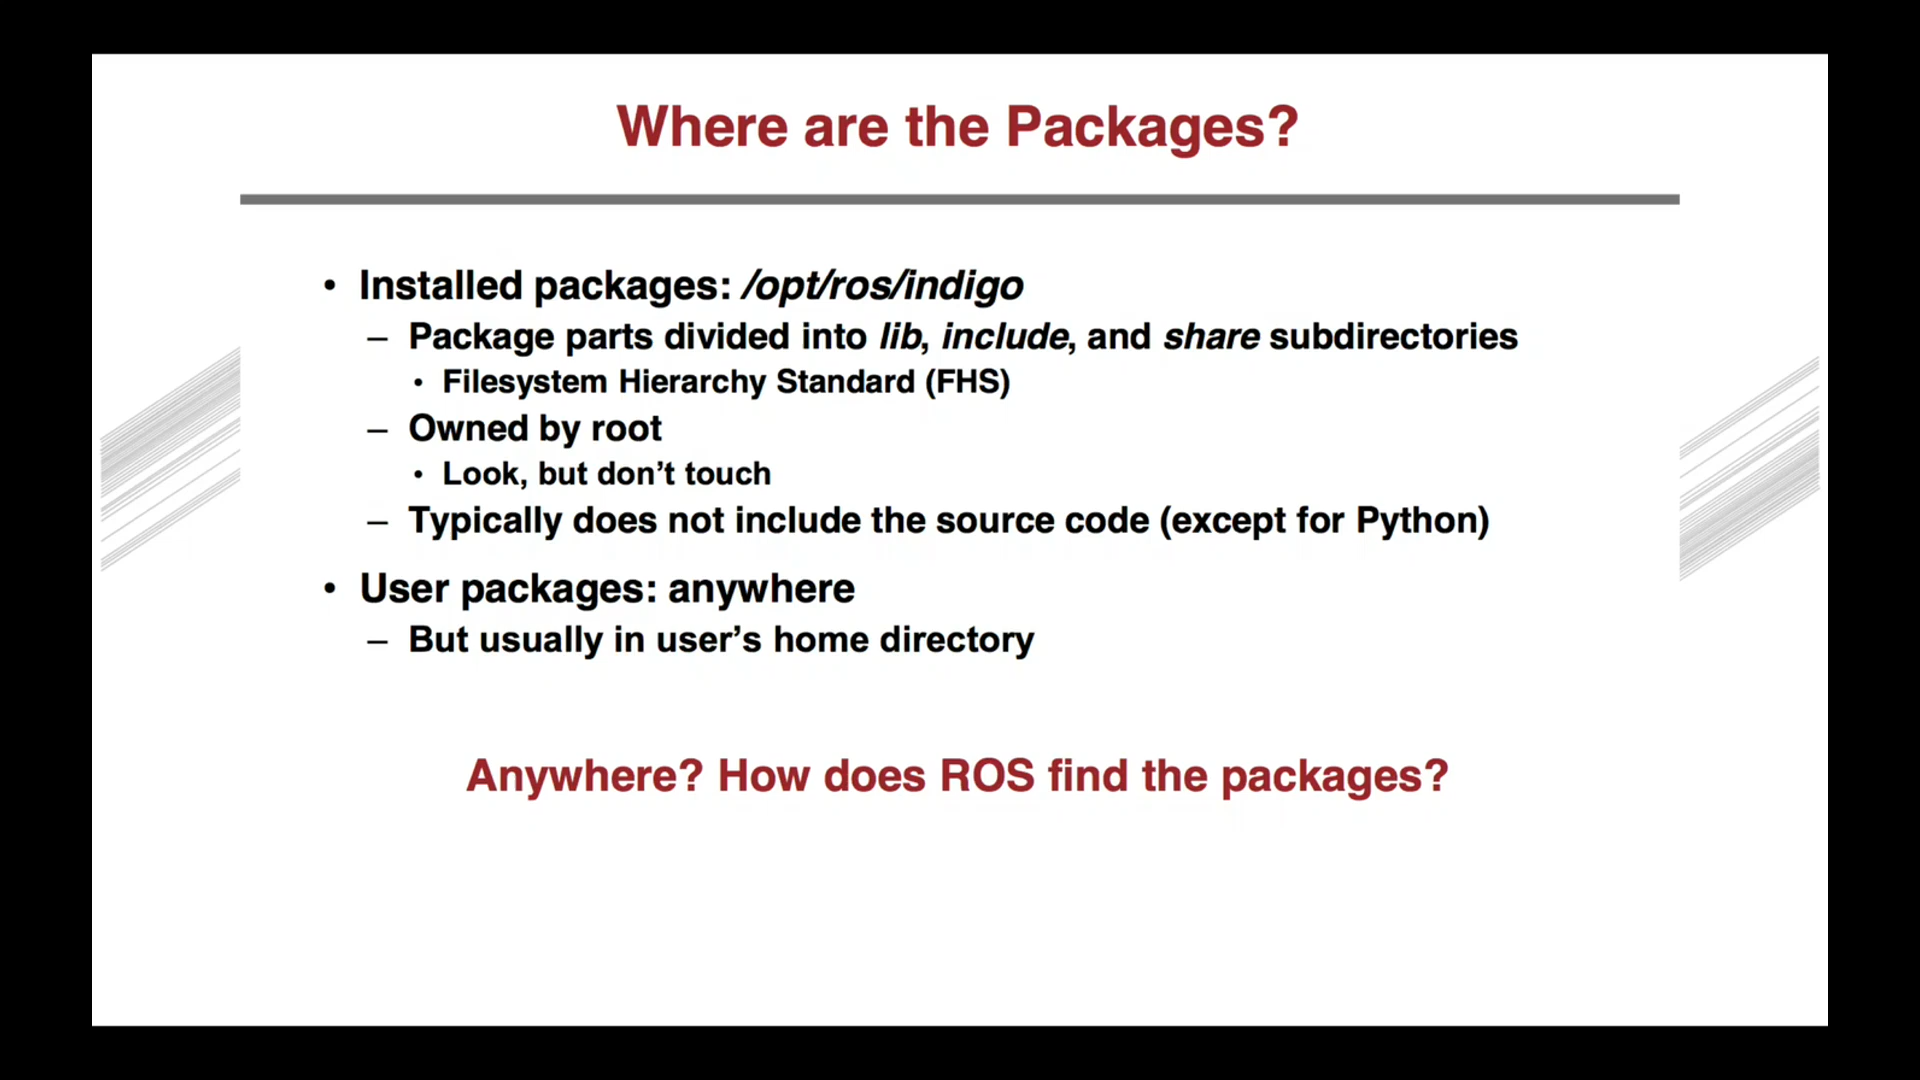 Where are the Packages?
• Installed packages: /opt/ros/indigo
– Package parts divided into lib, include, and share subdirectories
• Filesystem Hierarchy Standard (FHS)
– Owned by root
• Look, but don’t touch
– Typically does not include the source code (except for Python)
• User packages: anywhere
– But usually in user’s home directory
Anywhere? How does ROS find the packages?